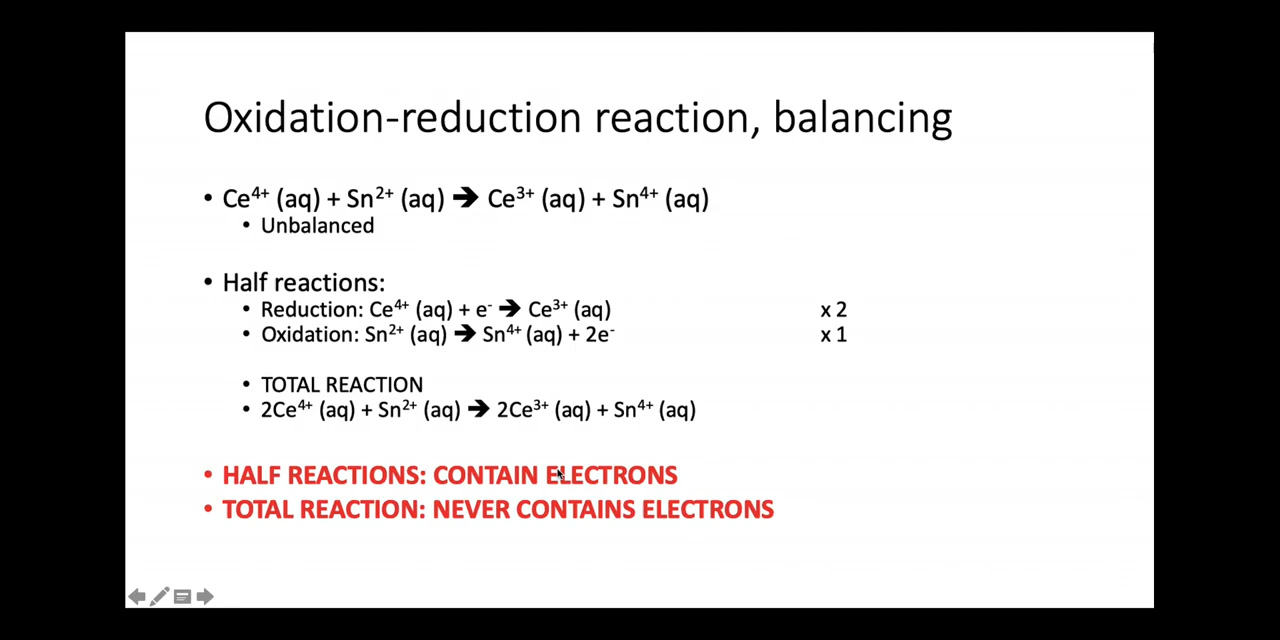 Oxidation-reduction reaction, balancing
• Ce⁴⁺ (aq) + Sn²⁺ (aq) ➔ Ce³⁺ (aq) + Sn⁴⁺ (aq)
• Unbalanced
• Half reactions:
• Reduction: Ce⁴⁺ (aq) + e⁻ ➔ Ce³⁺ (aq) x 2
• Oxidation: Sn²⁺ (aq) ➔ Sn⁴⁺ (aq) + 2e⁻ x 1
• TOTAL REACTION
• 2Ce⁴⁺ (aq) + Sn²⁺ (aq) ➔ 2Ce³⁺ (aq) + Sn⁴⁺ (aq)
• HALF REACTIONS: CONTAIN ELECTRONS
• TOTAL REACTION: NEVER CONTAINS ELECTRONS